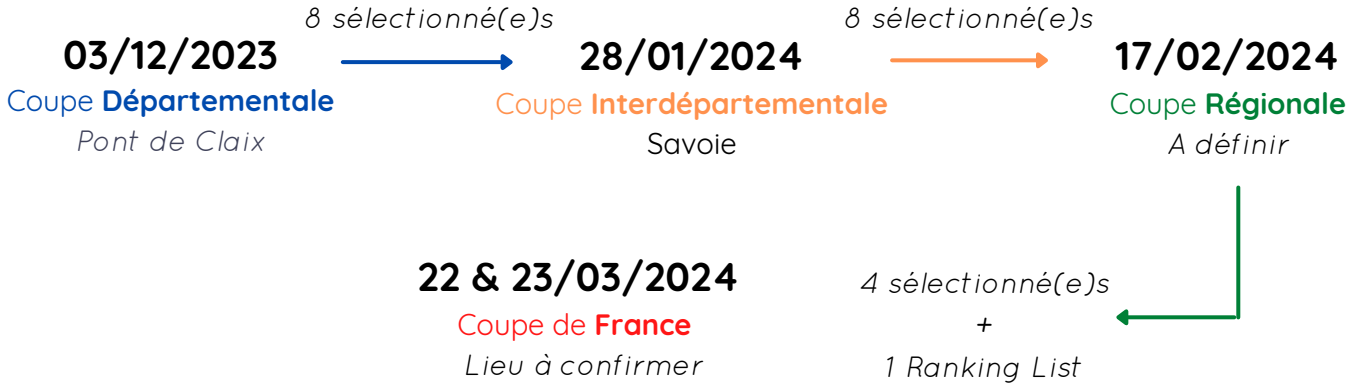 8 sélectionné(e)s
03/12/2023
Coupe Départementale
Pont de Claix
28/01/2024
Coupe Interdépartementale
Savoie
8 sélectionné(e)s
17/02/2024
Coupe Régionale
A définir
4 sélectionné(e)s
+
1 Ranking List
22 & 23/03/2024
Coupe de France
Lieu à confirmer